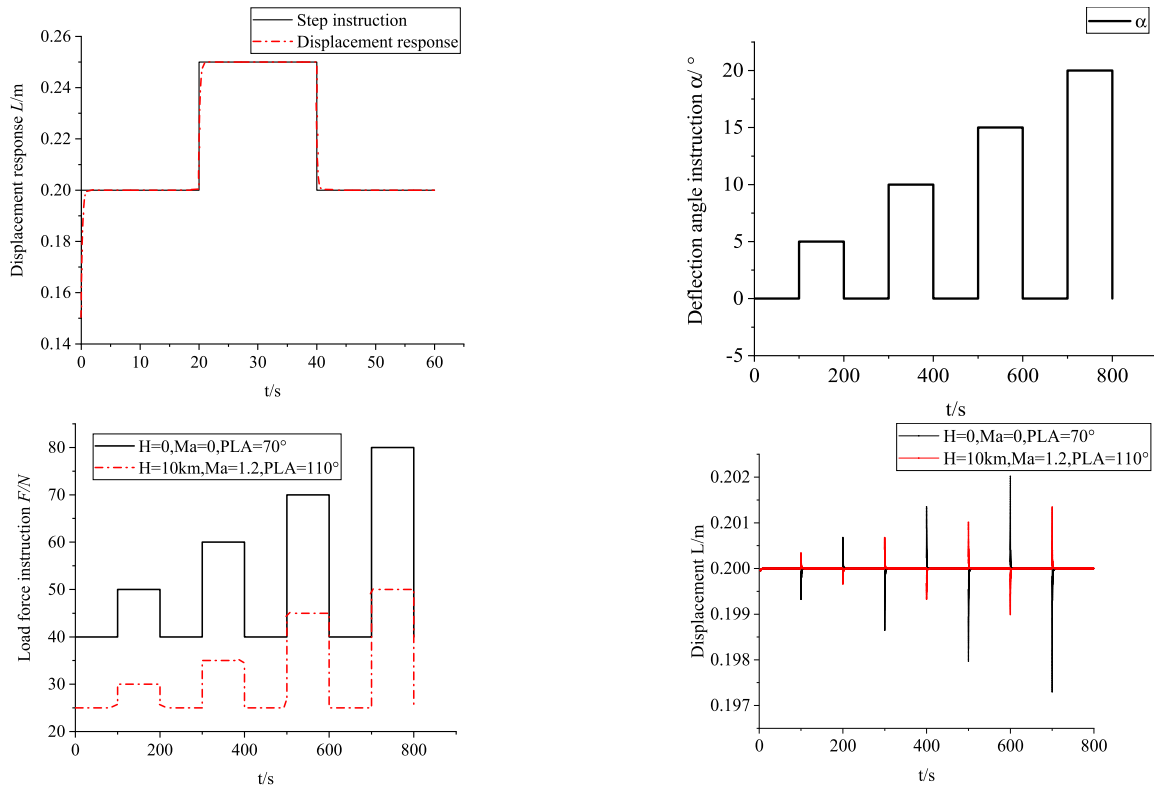 Step instruction
Displacement response
0.26
0.24
0.22
0.20
0.18
0.16
0.14
Displacement response L/m
0 10 20 30 40 50 60
t/s
α
20
15
10
5
0
-5
Deflection angle instruction α/ °
0 200 400 600 800
t/s
H=0,Ma=0,PLA=70°
H=10km,Ma=1.2,PLA=110°
80
70
60
50
40
30
20
Load force instruction F/N
0 200 400 600 800
t/s
H=0,Ma=0,PLA=70°
H=10km,Ma=1.2,PLA=110°
0.202
0.201
0.200
0.199
0.198
0.197
Displacement L/m
0 200 400 600 800
t/s